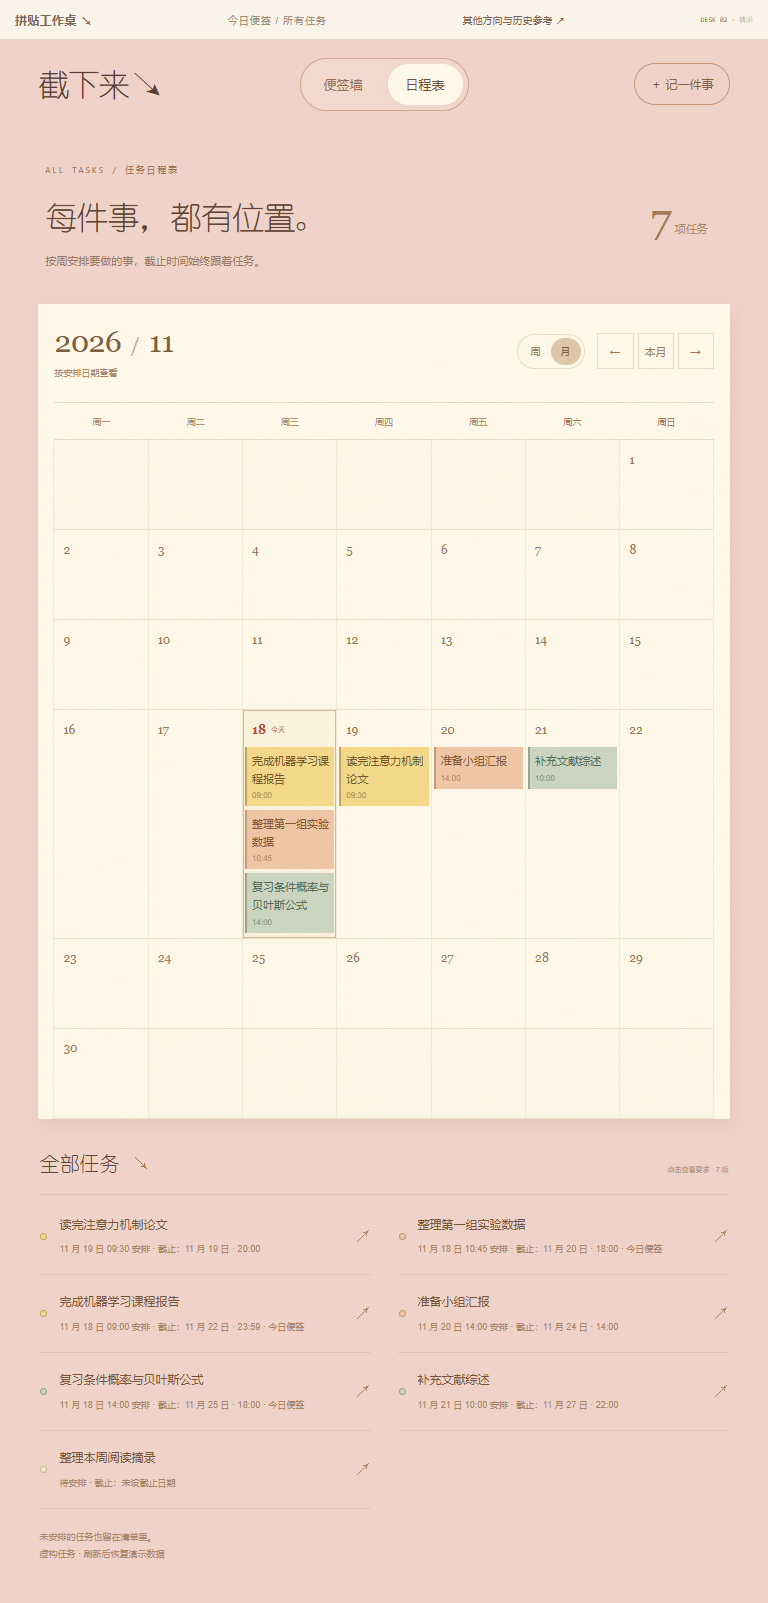 拼贴工作桌 ↘
今日便签 / 所有任务
其他方向与历史参考 ↗
DESK 02 · 演示
截下来↘
便签墙
日程表
+ 记一件事
ALL TASKS / 任务日程表
每件事，都有位置。
7 项任务
按周安排要做的事，截止时间始终跟着任务。
2026 / 11
周
月
←
本月
→
按安排日期查看
周一 周二 周三 周四 周五 周六 周日
1
2 3 4 5 6 7 8
9 10 11 12 13 14 15
16 17 18 今天 19 20 21 22
完成机器学习课
程报告
09:00
整理第一组实验
数据
10:45
复习条件概率与
贝叶斯公式
14:00
读完注意力机制
论文
09:30
准备小组汇报
14:00
补充文献综述
10:00
23 24 25 26 27 28 29
30
全部任务 ↘
点击查看要求 · 7 项
读完注意力机制论文
11 月 19 日 09:30 安排 · 截止：11 月 19 日 · 20:00
↗
整理第一组实验数据
11 月 18 日 10:45 安排 · 截止：11 月 20 日 · 18:00 · 今日便签
↗
完成机器学习课程报告
11 月 18 日 09:00 安排 · 截止：11 月 22 日 · 23:59 · 今日便签
↗
准备小组汇报
11 月 20 日 14:00 安排 · 截止：11 月 24 日 · 14:00
↗
复习条件概率与贝叶斯公式
11 月 18 日 14:00 安排 · 截止：11 月 25 日 · 18:00 · 今日便签
↗
补充文献综述
11 月 21 日 10:00 安排 · 截止：11 月 27 日 · 22:00
↗
整理本周阅读摘录
待安排 · 截止：未设截止日期
↗
未安排的任务也留在清单里。
虚构任务 · 刷新后恢复演示数据